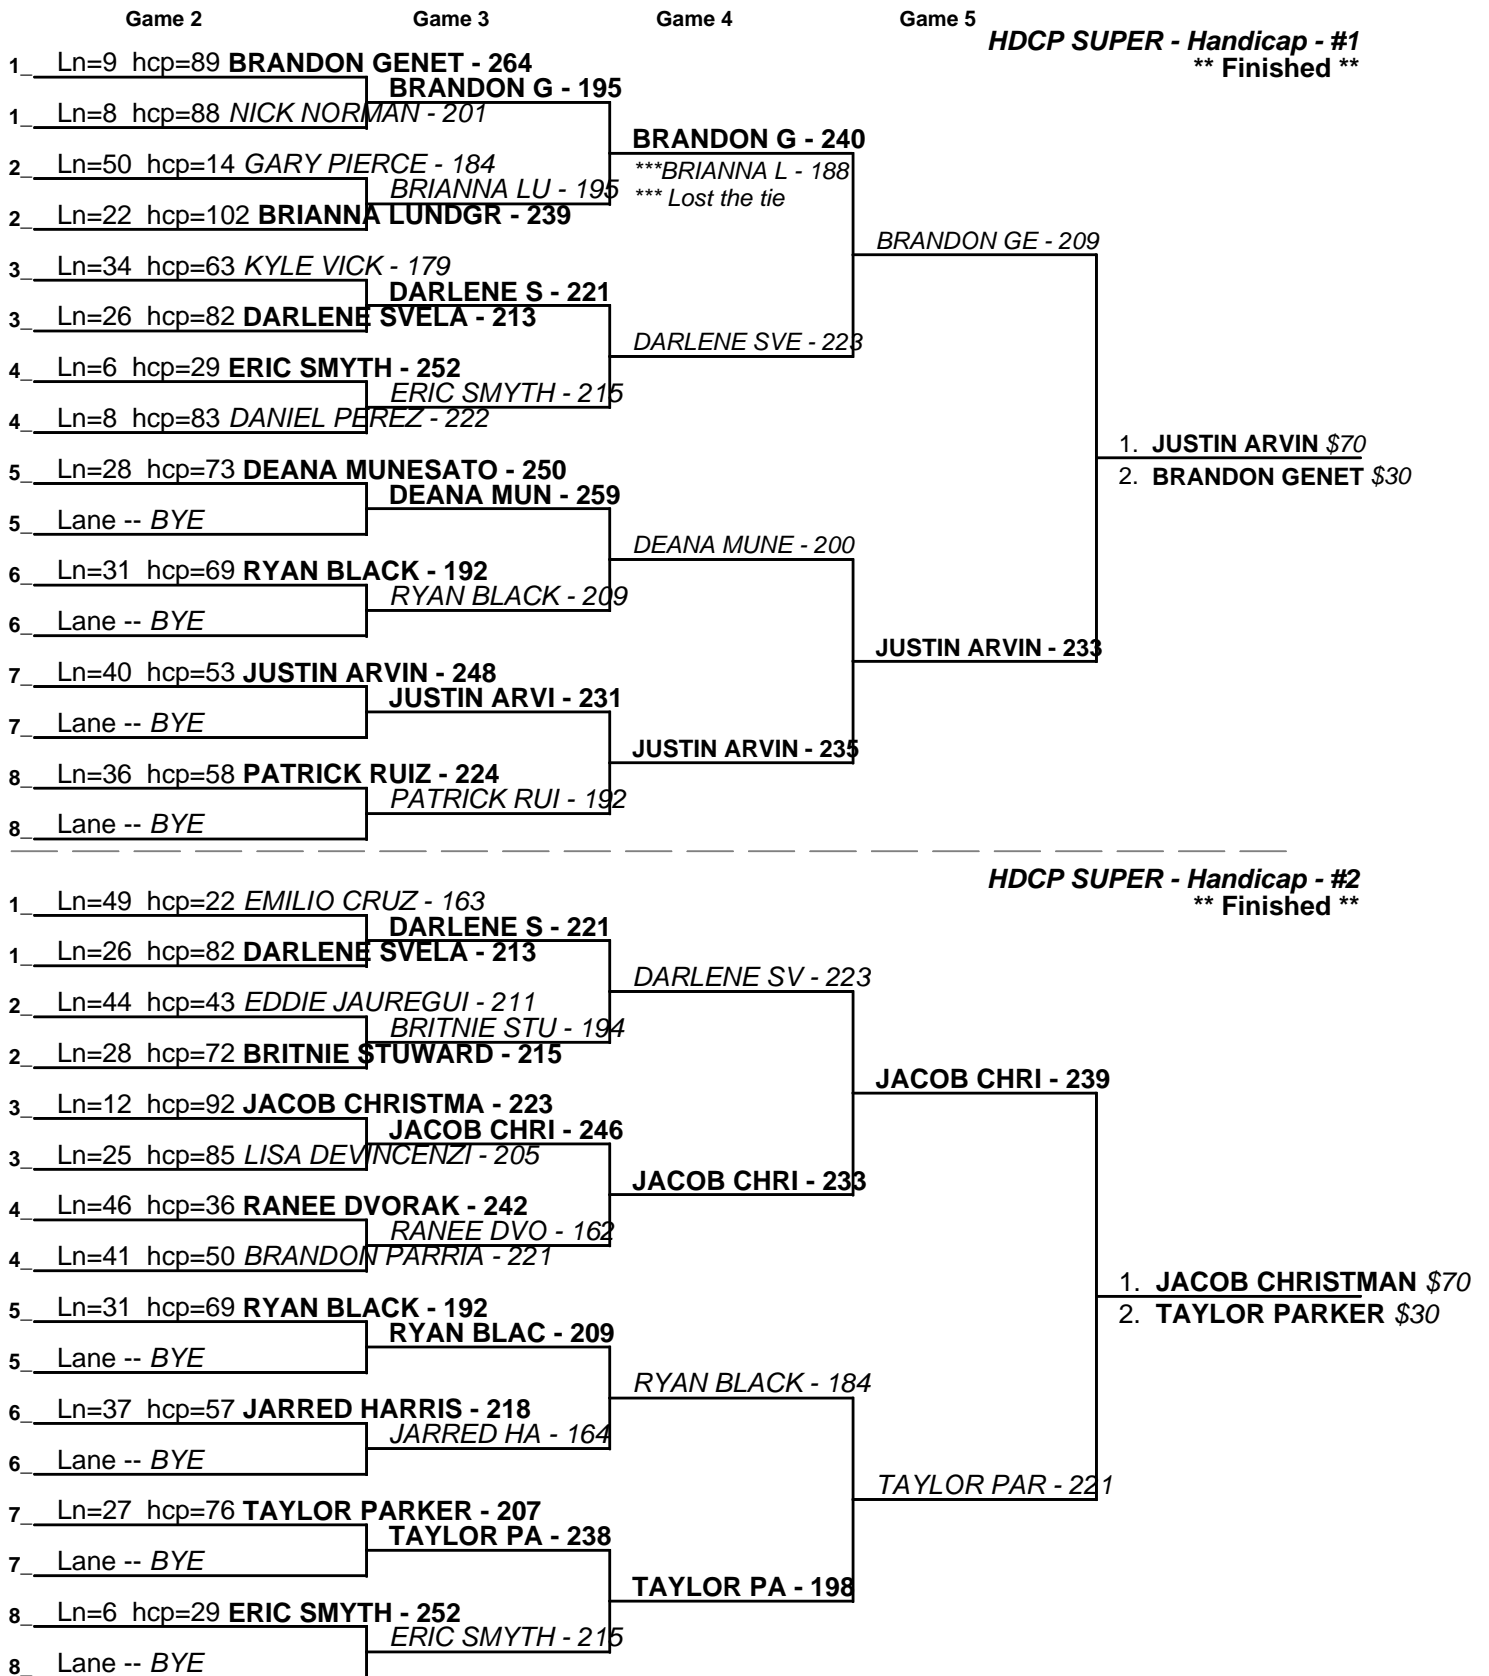 Game 2 Game 3 Game 4 Game 5
HDCP SUPER - Handicap - #1
** Finished **
1_ Ln=9 hcp=89 BRANDON GENET - 264
BRANDON G - 195
1_ Ln=8 hcp=88 NICK NORMAN - 201
BRANDON G - 240
2_ Ln=50 hcp=14 GARY PIERCE - 184
***BRIANNA L - 188
BRIANNA LU - 195
*** Lost the tie
2_ Ln=22 hcp=102 BRIANNA LUNDGR - 239
BRANDON GE - 209
3_ Ln=34 hcp=63 KYLE VICK - 179
DARLENE S - 221
3_ Ln=26 hcp=82 DARLENE SVELA - 213
DARLENE SVE - 223
4_ Ln=6 hcp=29 ERIC SMYTH - 252
ERIC SMYTH - 215
4_ Ln=8 hcp=83 DANIEL PEREZ - 222
1. JUSTIN ARVIN $70
5_ Ln=28 hcp=73 DEANA MUNESATO - 250
2. BRANDON GENET $30
DEANA MUN - 259
5_ Lane -- BYE
DEANA MUNE - 200
6_ Ln=31 hcp=69 RYAN BLACK - 192
RYAN BLACK - 209
6_ Lane -- BYE
JUSTIN ARVIN - 233
7_ Ln=40 hcp=53 JUSTIN ARVIN - 248
JUSTIN ARVI - 231
7_ Lane -- BYE
JUSTIN ARVIN - 235
8_ Ln=36 hcp=58 PATRICK RUIZ - 224
PATRICK RUI - 192
8_ Lane -- BYE
HDCP SUPER - Handicap - #2
** Finished **
1_ Ln=49 hcp=22 EMILIO CRUZ - 163
DARLENE S - 221
1_ Ln=26 hcp=82 DARLENE SVELA - 213
DARLENE SV - 223
2_ Ln=44 hcp=43 EDDIE JAUREGUI - 211
BRITNIE STU - 194
2_ Ln=28 hcp=72 BRITNIE STUWARD - 215
JACOB CHRI - 239
3_ Ln=12 hcp=92 JACOB CHRISTMA - 223
JACOB CHRI - 246
3_ Ln=25 hcp=85 LISA DEVINCENZI - 205
JACOB CHRI - 233
4_ Ln=46 hcp=36 RANEE DVORAK - 242
RANEE DVO - 162
4_ Ln=41 hcp=50 BRANDON PARRIA - 221
1. JACOB CHRISTMAN $70
5_ Ln=31 hcp=69 RYAN BLACK - 192
2. TAYLOR PARKER $30
RYAN BLAC - 209
5_ Lane -- BYE
RYAN BLACK - 184
6_ Ln=37 hcp=57 JARRED HARRIS - 218
JARRED HA - 164
6_ Lane -- BYE
TAYLOR PAR - 221
7_ Ln=27 hcp=76 TAYLOR PARKER - 207
TAYLOR PA - 238
7_ Lane -- BYE
TAYLOR PA - 198
8_ Ln=6 hcp=29 ERIC SMYTH - 252
ERIC SMYTH - 215
8_ Lane -- BYE